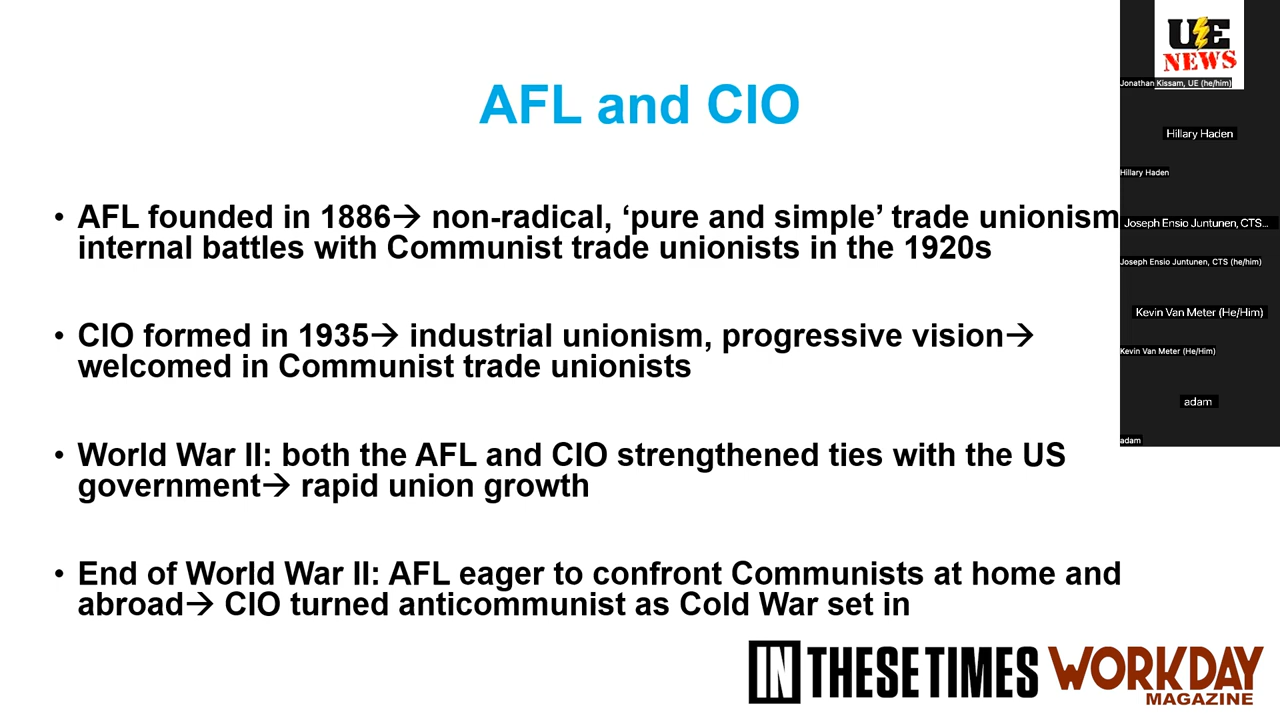 AFL and CIO
• AFL founded in 1886→ non-radical, ‘pure and simple’ trade unionism
internal battles with Communist trade unionists in the 1920s
• CIO formed in 1935→ industrial unionism, progressive vision→
welcomed in Communist trade unionists
• World War II: both the AFL and CIO strengthened ties with the US
government→ rapid union growth
• End of World War II: AFL eager to confront Communists at home and
abroad→ CIO turned anticommunist as Cold War set in
IN THESE TIMES
WORKDAY
MAGAZINE
UE
NEWS
Jonathan Kissam, UE (he/him)
Hillary Haden
Hillary Haden
Joseph Ensio Juntunen, CTS...
Joseph Ensio Juntunen, CTS (he/him)
Kevin Van Meter (He/Him)
Kevin Van Meter (He/Him)
adam
adam